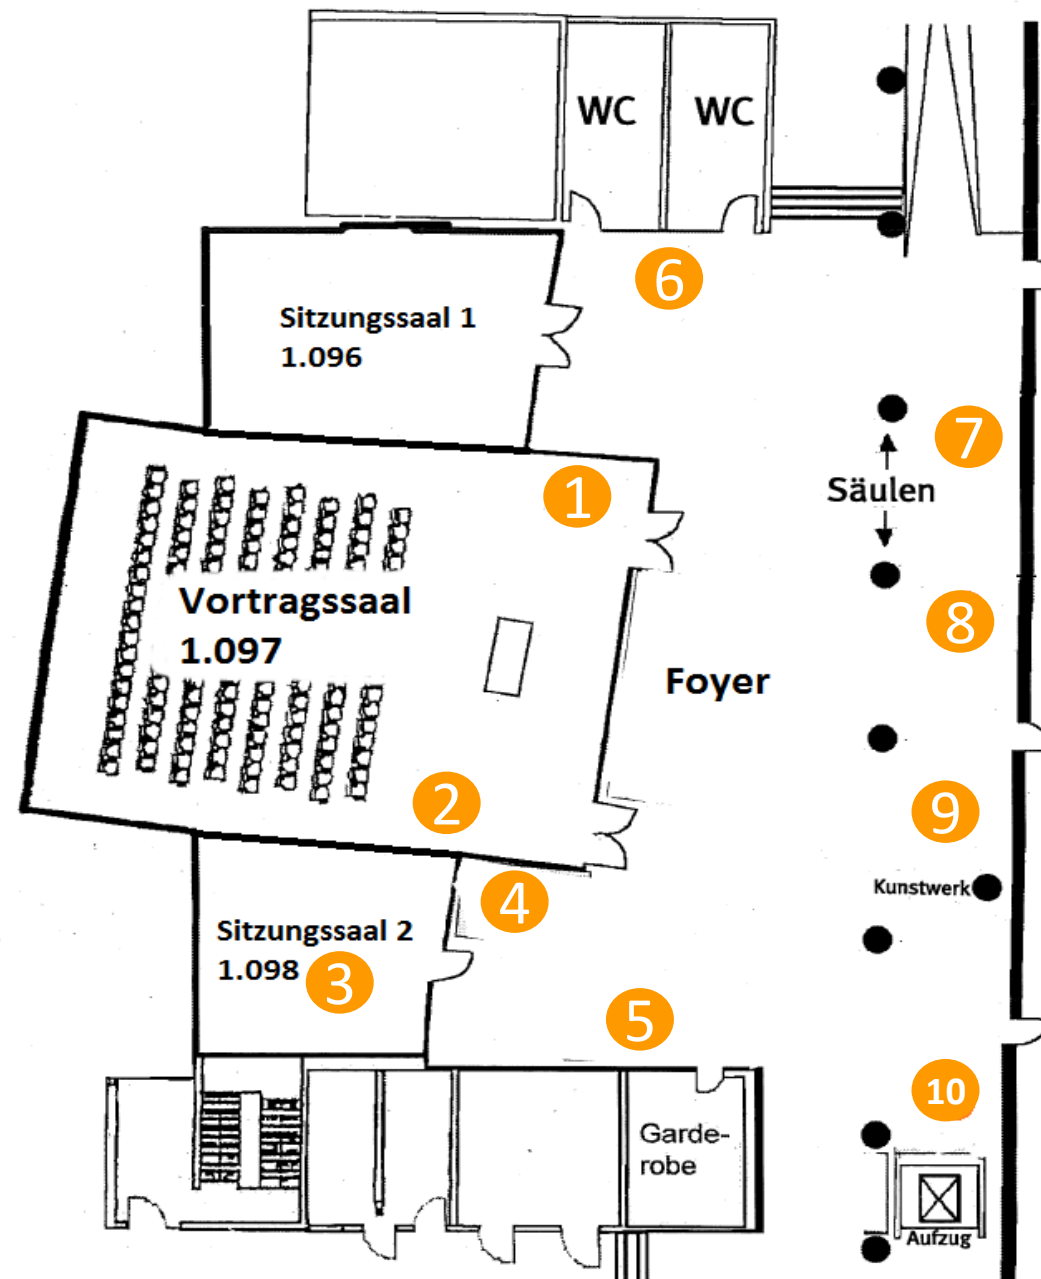 WC
WC
6
Sitzungssaal 1
1.096
7
1
Säulen
Vortragssaal
1.097
8
Foyer
2
9
Kunstwerk
4
Sitzungssaal 2
1.098
3
5
10
Garde-
robe
Aufzug